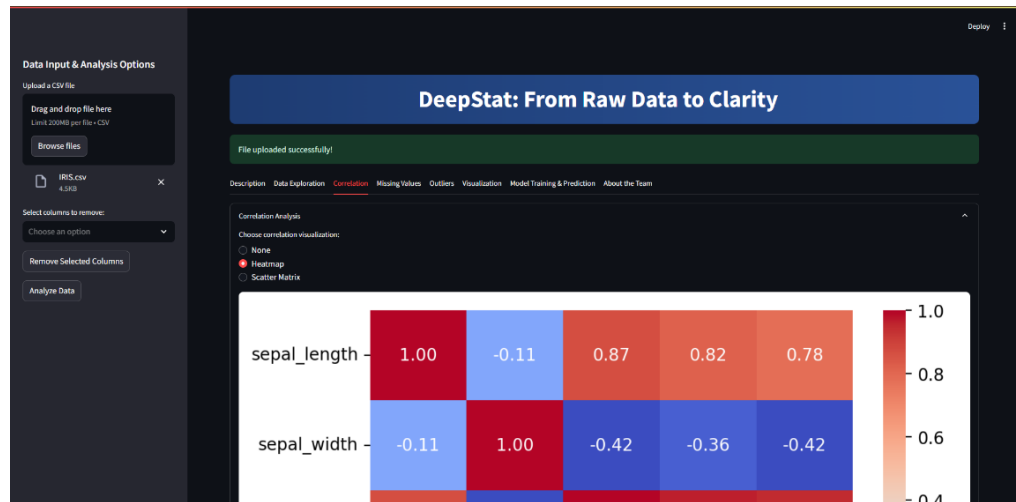 Deploy
Data Input & Analysis Options
Upload a CSV file
Drag and drop file here
Limit 200MB per file • CSV
Browse files
IRIS.csv
4.5KB
Select columns to remove:
Choose an option
Remove Selected Columns
Analyze Data
DeepStat: From Raw Data to Clarity
File uploaded successfully!
Description Data Exploration Correlation Missing Values Outliers Visualization Model Training & Prediction About the Team
Correlation Analysis
Choose correlation visualization:
None
Heatmap
Scatter Matrix
sepal_length 1.00 -0.11 0.87 0.82 0.78
sepal_width -0.11 1.00 -0.42 -0.36 -0.42
1.0
0.8
0.6
0.4